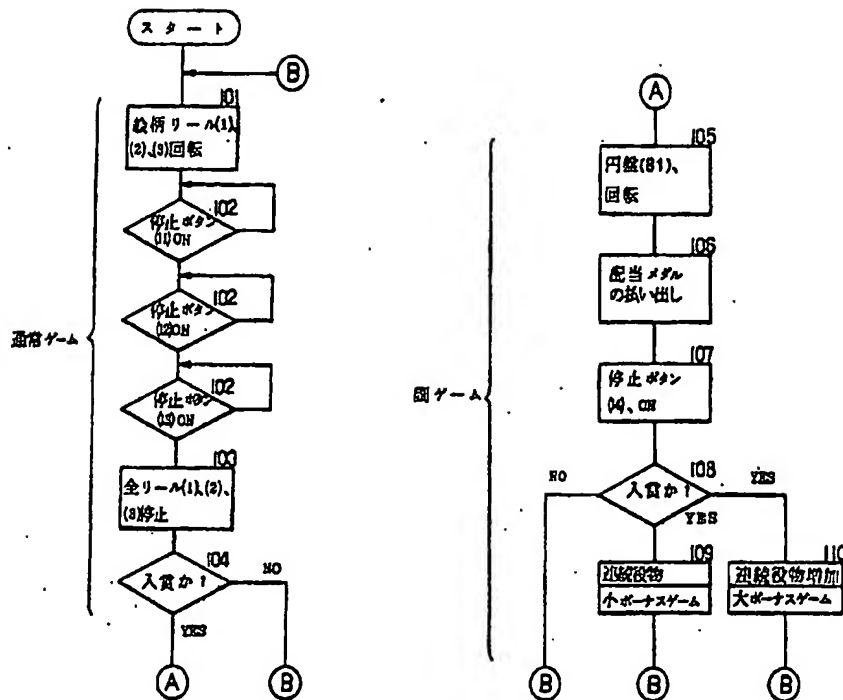 スタート
B
101
絵柄リール(1)、
(2)、(3)回転
102
停止ボタン
(11)ON
102
停止ボタン
(12)ON
102
停止ボタン
(13)ON
103
全リール(1)、(2)、
(3)停止
104
入賞か?
NO
YES
A
B
通常ゲーム
A
105
円盤(81)、
回転
106
配当メダル
の払い出し
107
停止ボタン
(14)、ON
108
NO
入賞か?
YES
YES
109
連続役物
小ボーナスゲーム
110
連続役物増加
大ボーナスゲーム
B
B
B
ゲーム